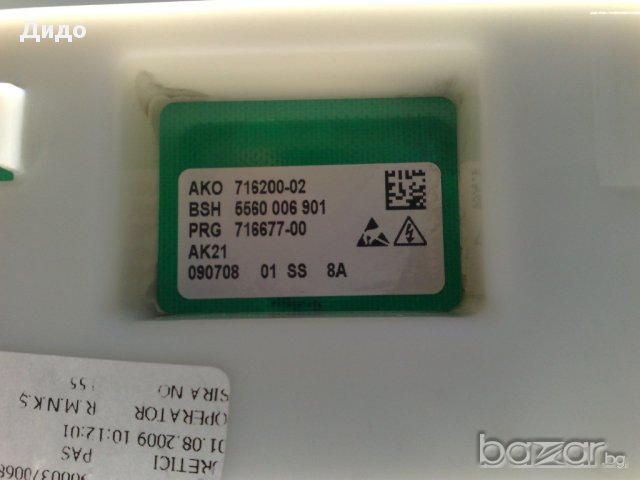 Дидо
AKO 716200-02
BSH 5560 006 901
PRG 716677-00
AK21
090708 01 SS 8A
SIRA NO
OPERATOR R.M.N.K.S
01.08.2009 10:12:01
PAS
bazar.bg